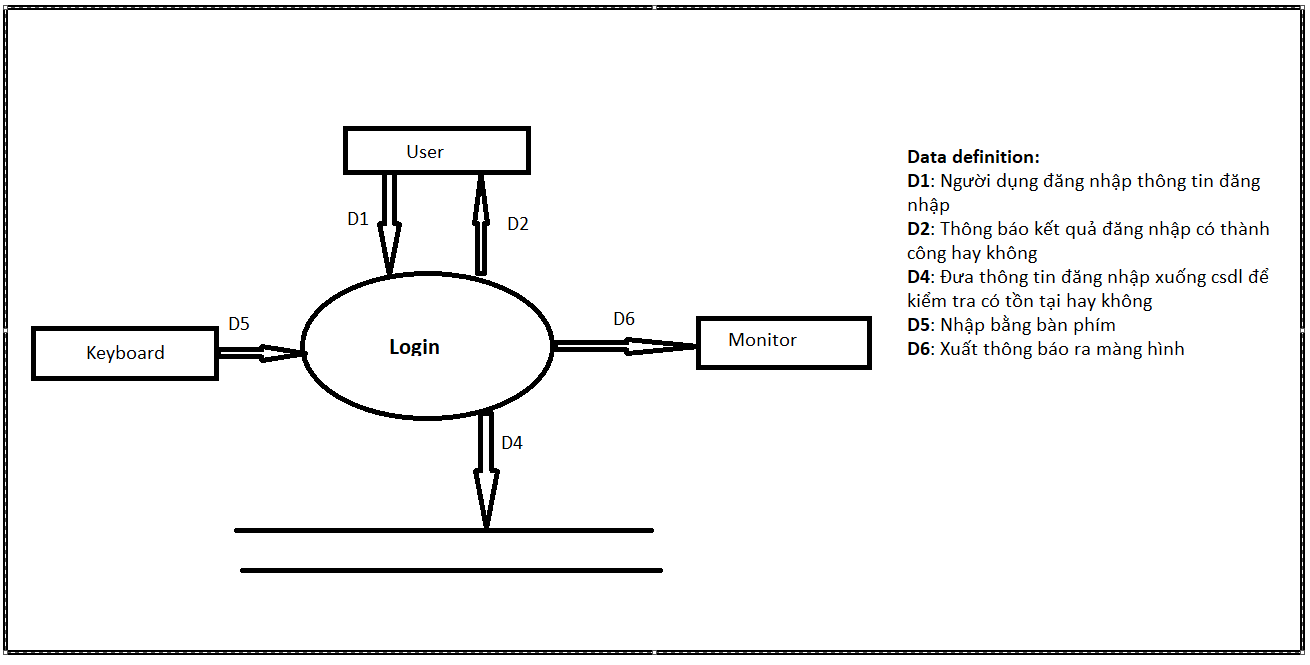 User
D1
D2
D5
D6
Keyboard
Login
Monitor
D4
Data definition:
D1: Người dụng đăng nhập thông tin đăng
nhập
D2: Thông báo kết quả đăng nhập có thành
công hay không
D4: Đưa thông tin đăng nhập xuống csdl để
kiểm tra có tồn tại hay không
D5: Nhập bằng bàn phím
D6: Xuất thông báo ra màng hình